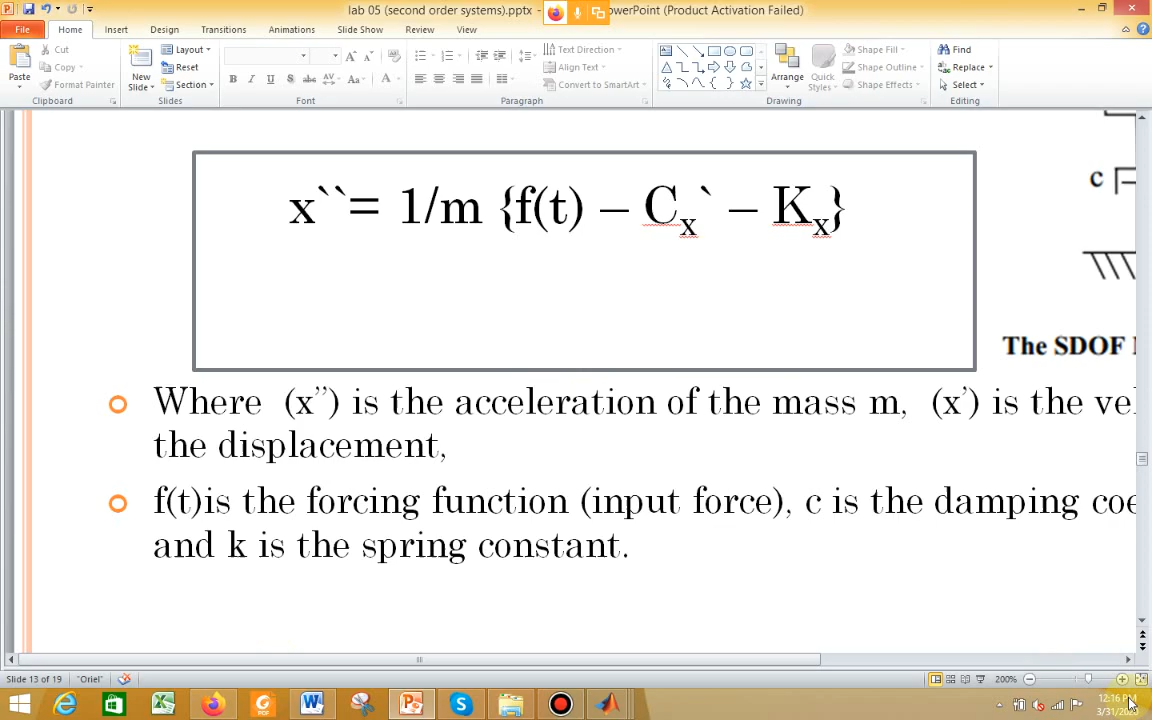 lab 05 (second order systems).pptx - owerPoint (Product Activation Failed)
File Home Insert Design Transitions Animations Slide Show Review View
Paste
Cut
Copy
Format Painter
Clipboard
New Slide
Layout
Reset
Section
Slides
Font
Text Direction
Align Text
Convert to SmartArt
Paragraph
Arrange
Quick Styles
Shape Fill
Shape Outline
Shape Effects
Drawing
Find
Replace
Select
Editing
x``= 1/m {f(t) – Cx` – Kx}
c
The SDOF
Where (x”) is the acceleration of the mass m, (x’) is the vel
the displacement,
f(t)is the forcing function (input force), c is the damping coe
and k is the spring constant.
Slide 13 of 19 "Oriel" 200%
12:16 PM